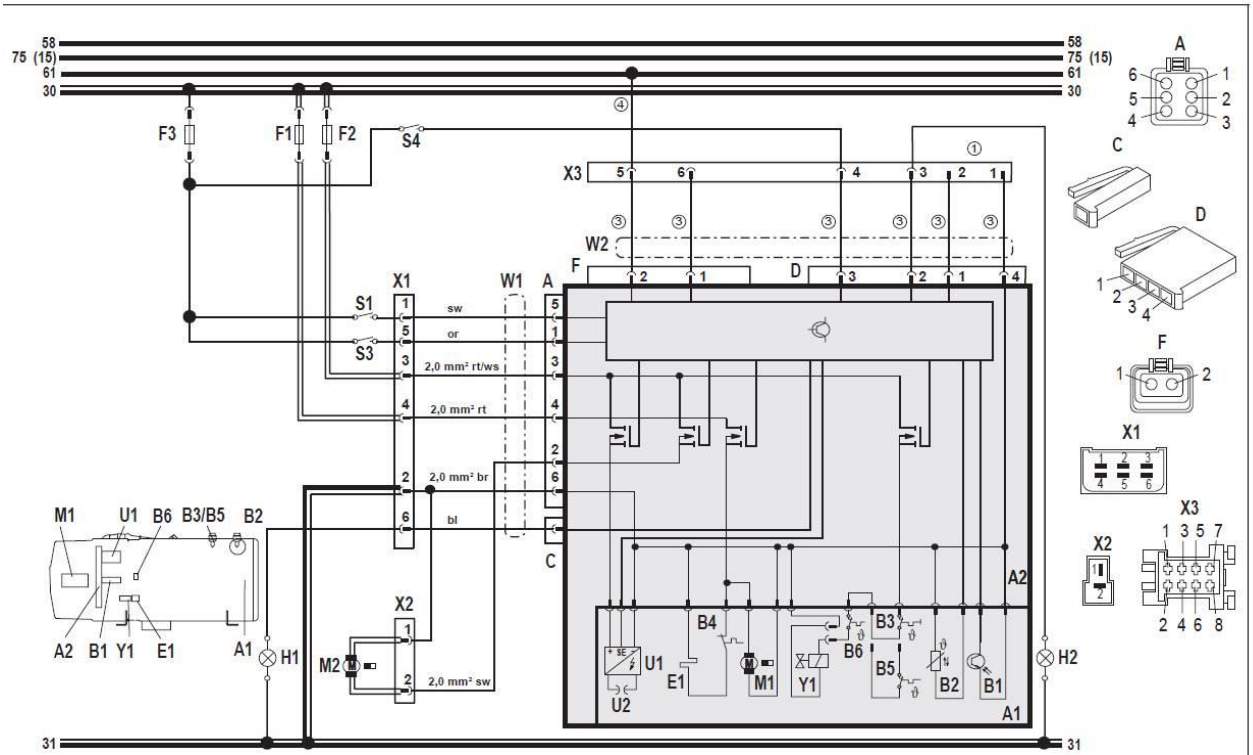 58 58
75 (15) 75 (15)
61 61
30 30
A
6 1
5 2
4 3
F3 F1 F2 S4 ④
C
①
X3 5 6 4 3 2 1
③ ③ ③ ③ ③ ③
W2
D
F 2 1 D 3 2 1 4
1
2
3
4
X1 W1 A
S1 1 sw 5
5 or 1
S3
3 2,0 mm² rt/ws 3
4 2,0 mm² rt 4
2
2 2,0 mm² br 6
6 bl
C
F
1 2
X1
1 2 3
4 5 6
X2
1
2
X3
1 3 5 7
2 4 6 8
M1 U1 B6 B3/B5 B2
A2 B1 Y1 E1 A1 H1
X2
1
M2 M
2 2,0 mm² sw
A2
+ SE - U1
U2
E1
B4
M M1
Y1
B6 ϑ
B3 ϑ
B5 ϑ
ϑ B2
B1
A1
H2
31 31